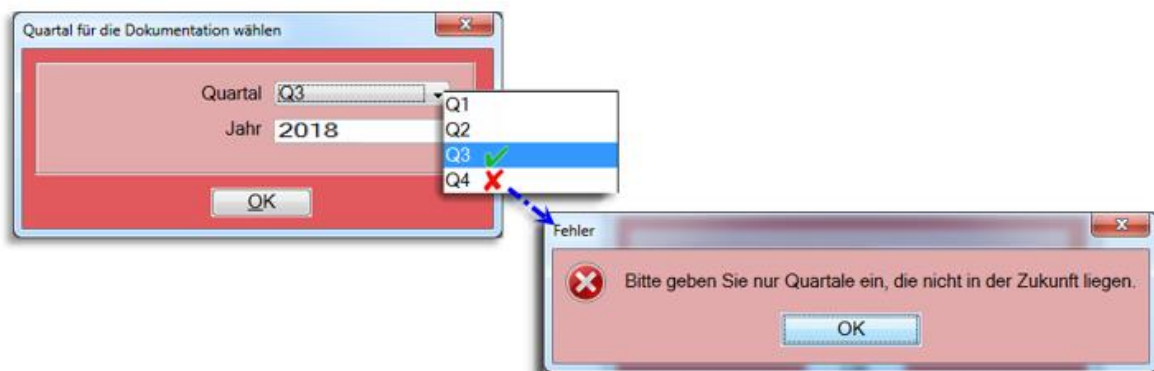 Quartal für die Dokumentation wählen
Quartal Q3
Jahr 2018
OK
Q1
Q2
Q3
Q4
Fehler
Bitte geben Sie nur Quartale ein, die nicht in der Zukunft liegen.
OK